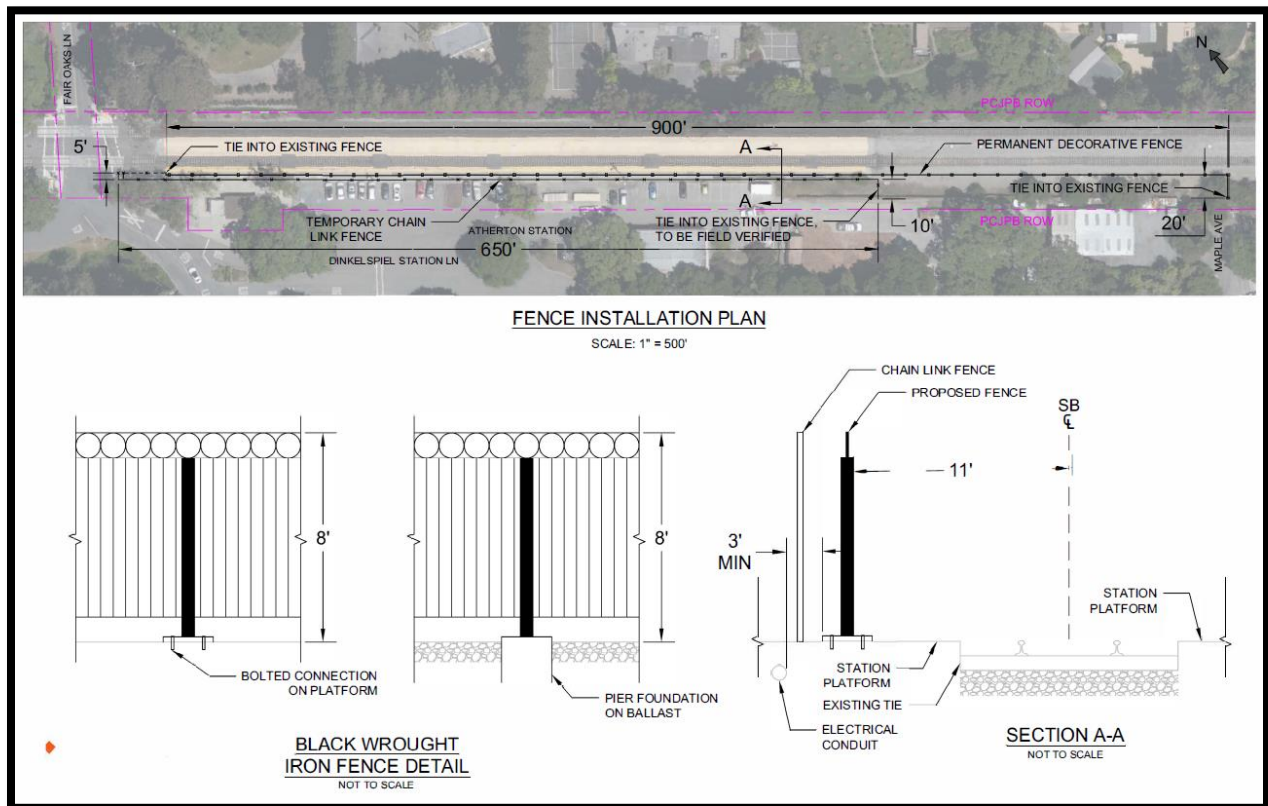 FAIR OAKS LN
N
PCJPB ROW
900'
5'
TIE INTO EXISTING FENCE
A
PERMANENT DECORATIVE FENCE
TIE INTO EXISTING FENCE
A
TEMPORARY CHAIN
LINK FENCE
ATHERTON STATION
TIE INTO EXISTING FENCE,
TO BE FIELD VERIFIED
10'
PCJPB ROW
20'
MAPLE AVE
650'
DINKELSPIEL STATION LN
FENCE INSTALLATION PLAN
SCALE: 1" = 500'
8'
BOLTED CONNECTION
ON PLATFORM
8'
PIER FOUNDATION
ON BALLAST
BLACK WROUGHT
IRON FENCE DETAIL
NOT TO SCALE
CHAIN LINK FENCE
PROPOSED FENCE
SB
CL
11'
3'
MIN
STATION
PLATFORM
STATION
PLATFORM
EXISTING TIE
ELECTRICAL
CONDUIT
SECTION A-A
NOT TO SCALE